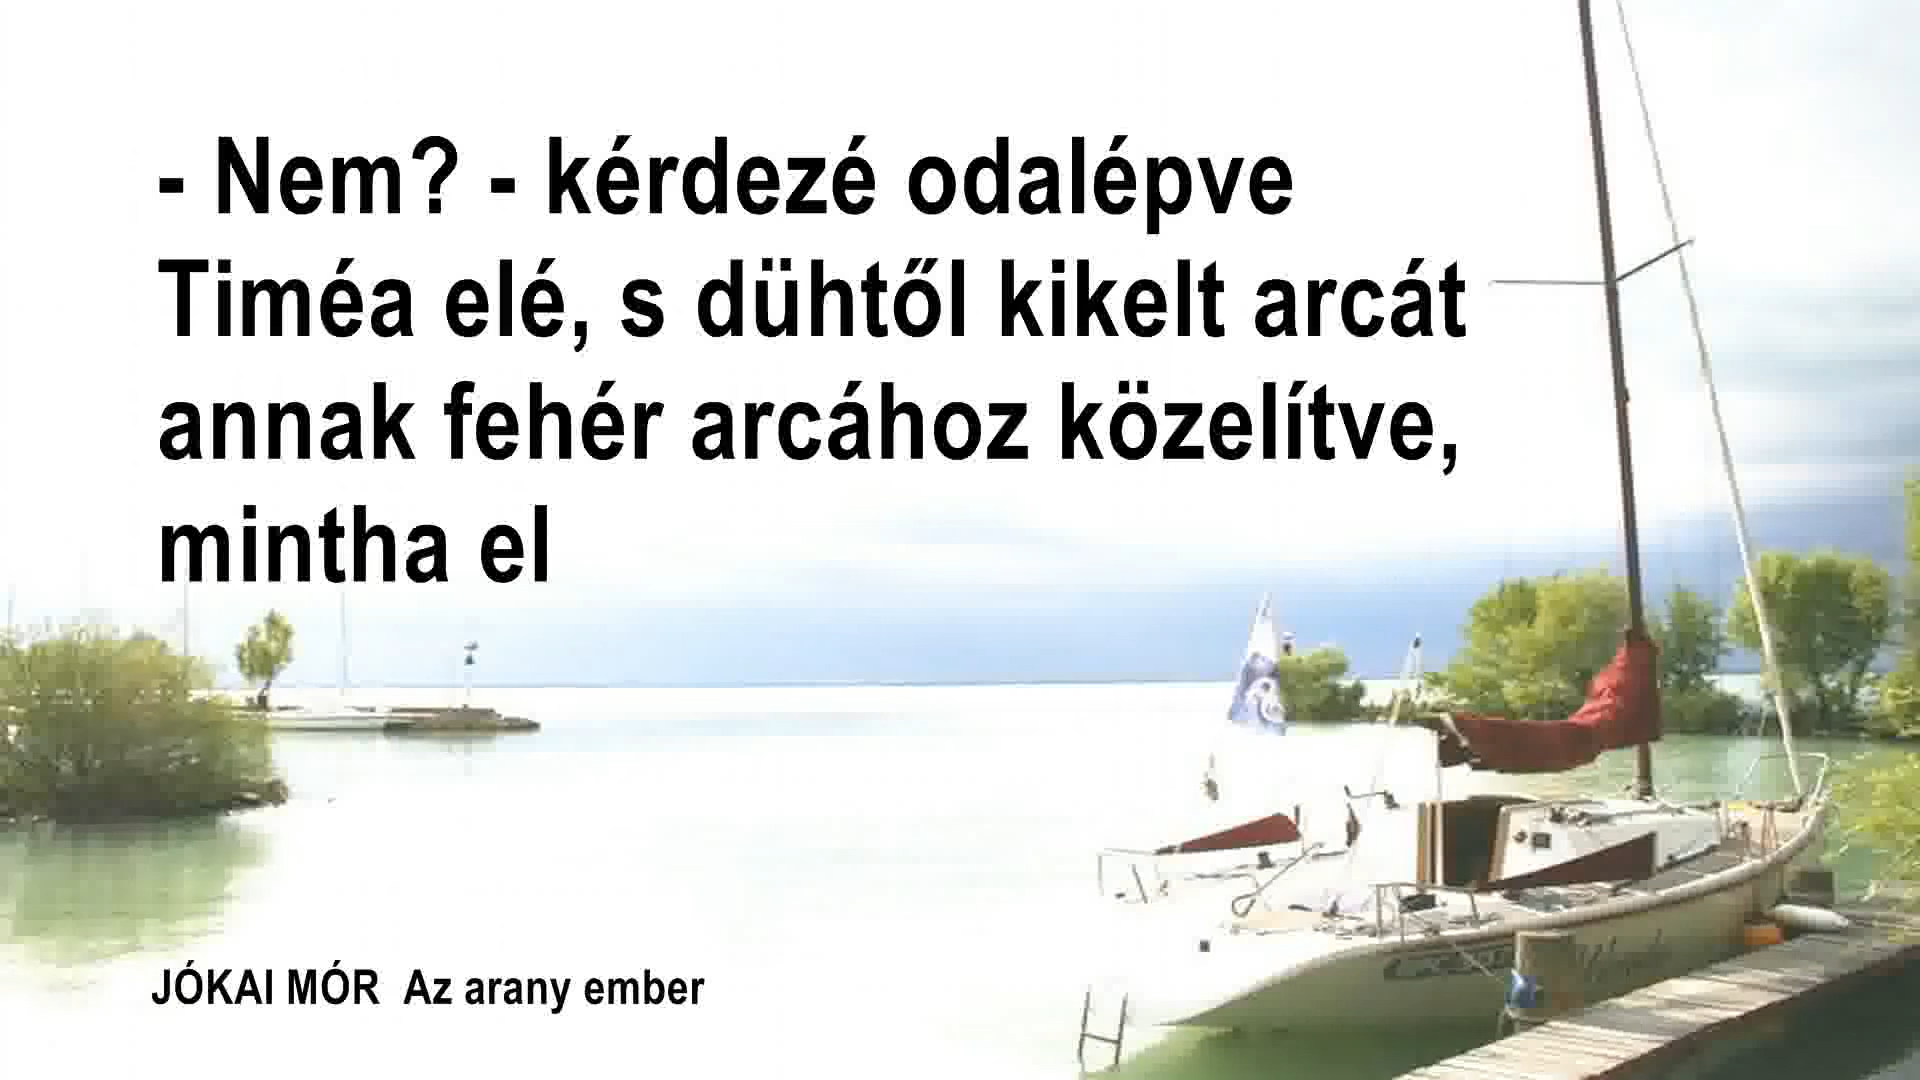 - Nem? - kérdezé odalépve
Timéa elé, s dühtől kikelt arcát
annak fehér arcához közelítve,
mintha el
JÓKAI MÓR  Az arany ember